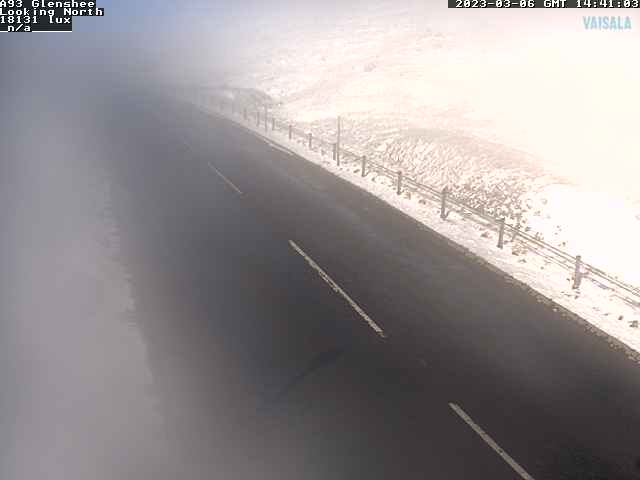 A93 Glenshee
Looking North
18131 lux
n/a
2023-03-06 GMT 14:41:03
VAISALA